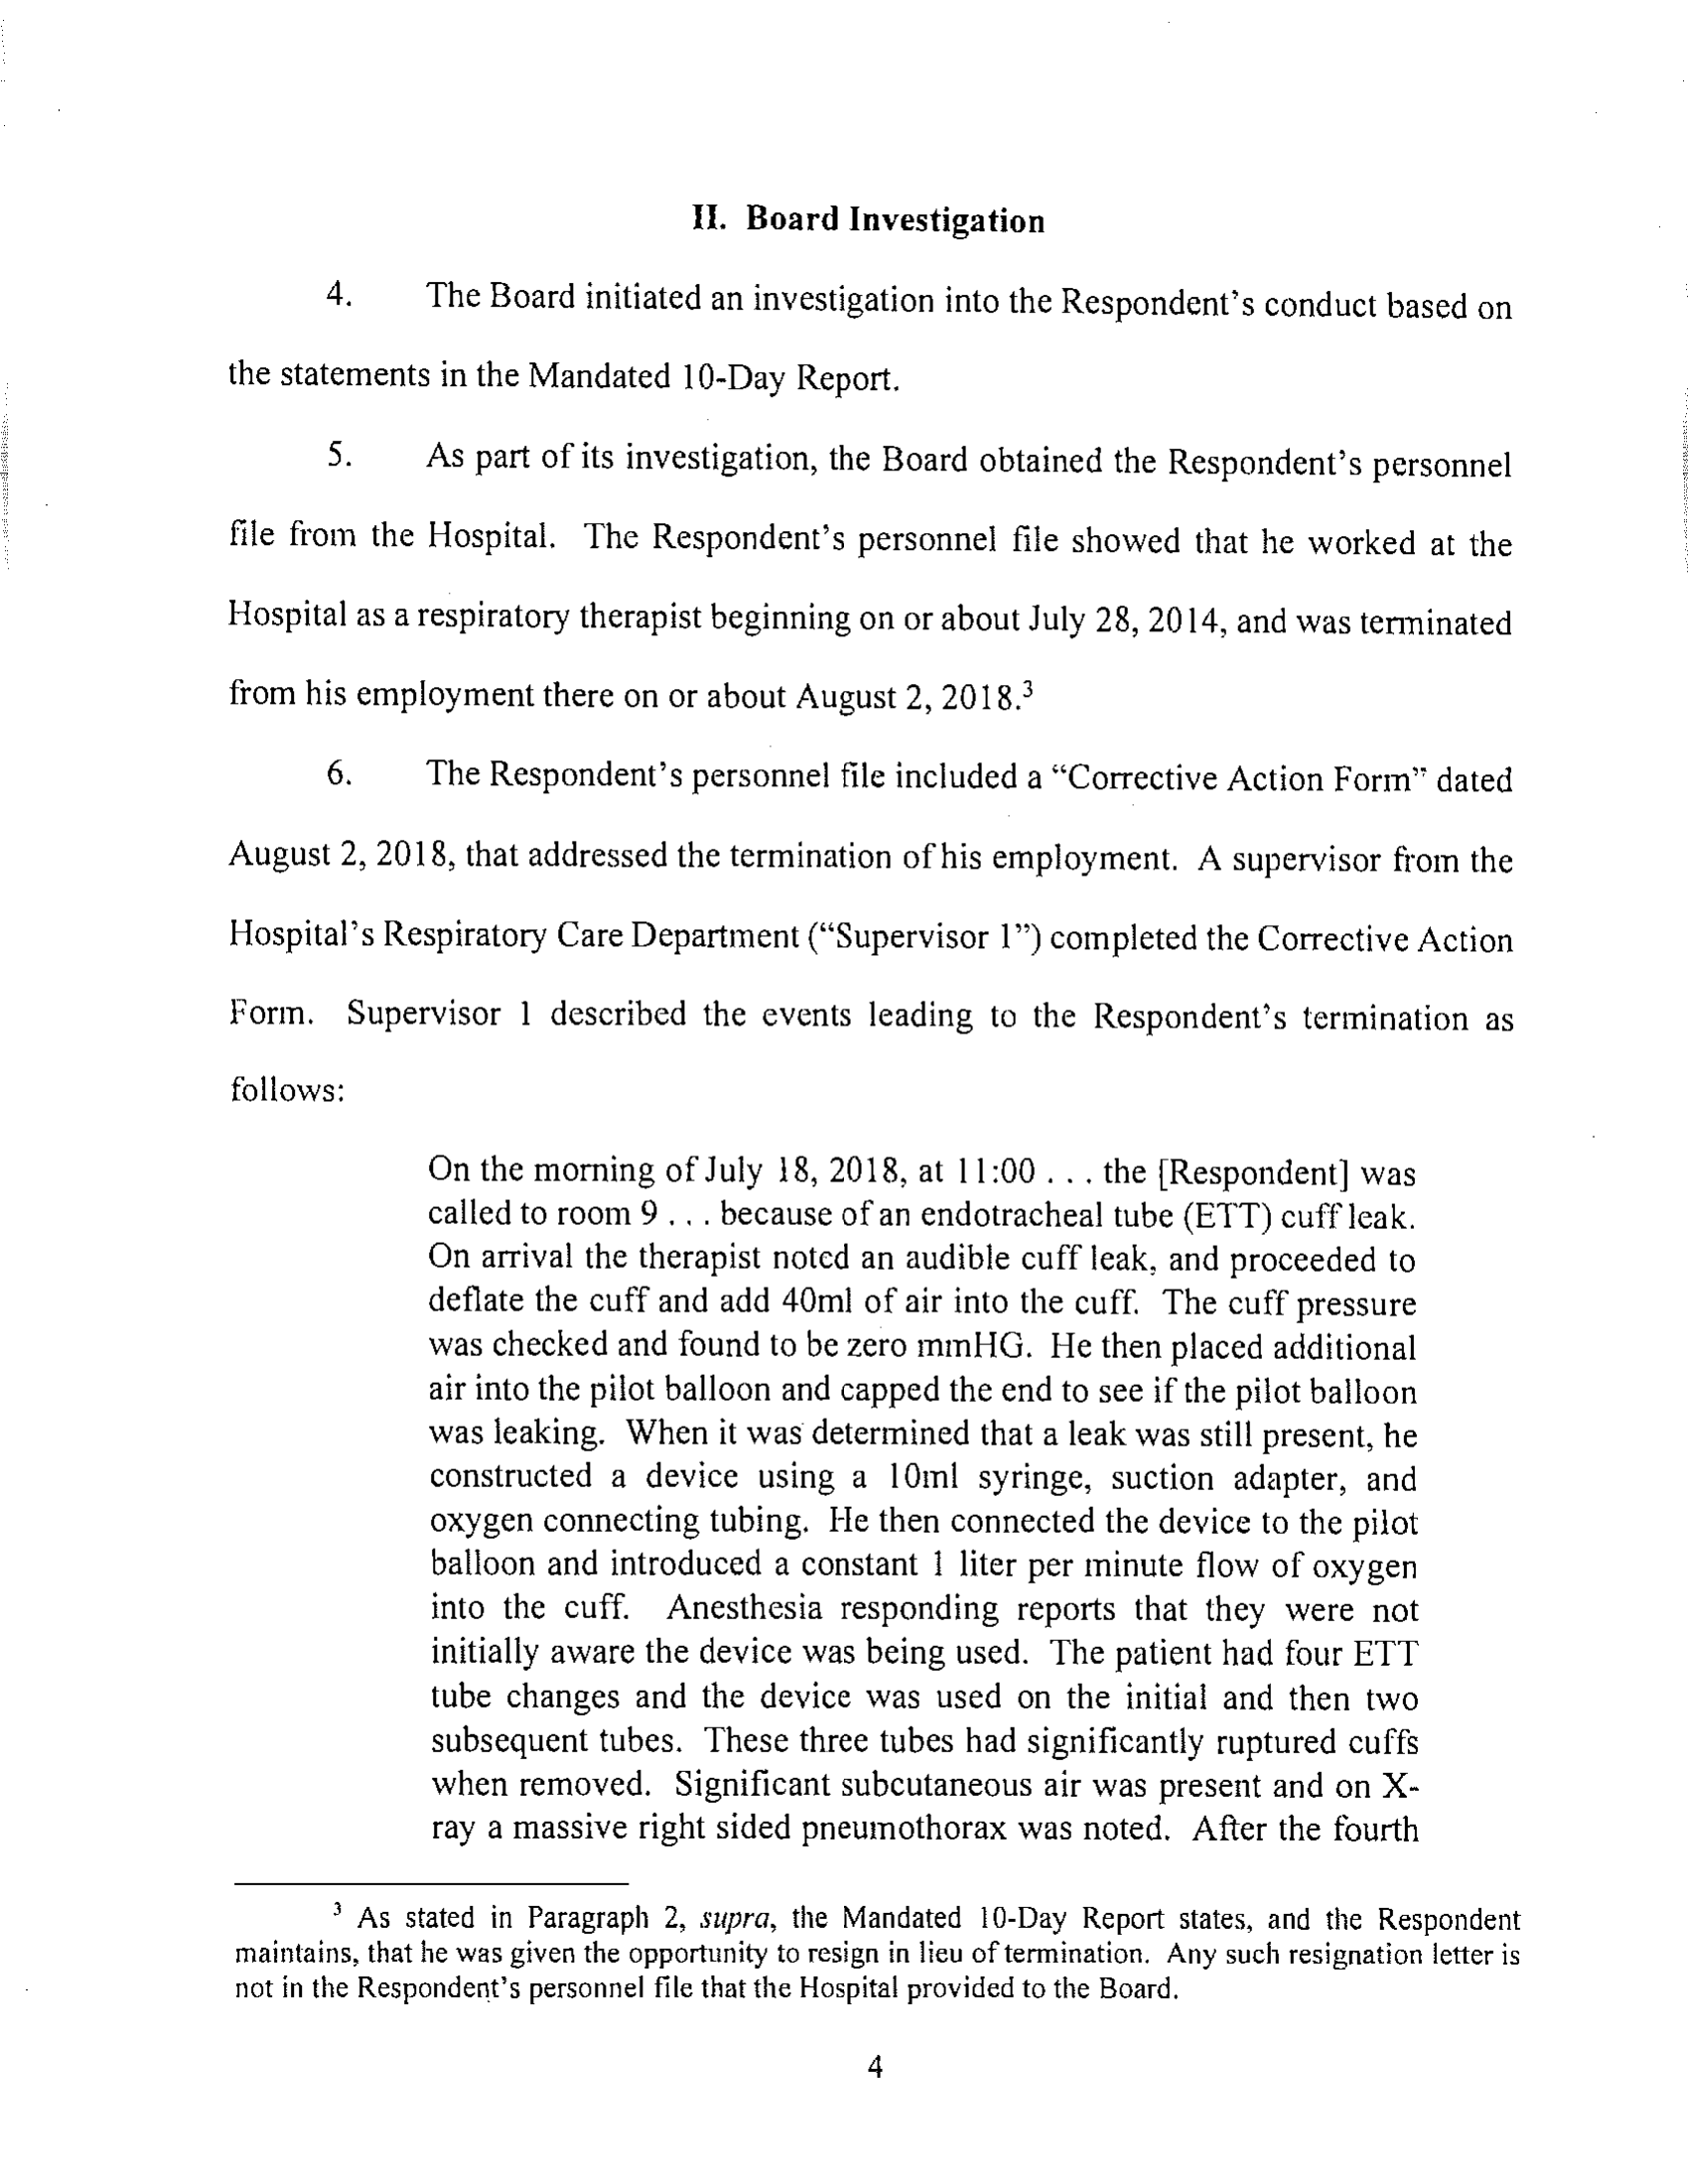 II. Board Investigation
4. The Board initiated an investigation into the Respondent's conduct based on
the statements in the Mandated 10-Day Report.
5. As part of its investigation, the Board obtained the Respondent's personnel
file from the Hospital. The Respondent's personnel file showed that he worked at the
Hospital as a respiratory therapist beginning on or about July 28, 2014, and was terminated
from his employment there on or about August 2, 2018.³
6. The Respondent's personnel file included a “Corrective Action Form” dated
August 2, 2018, that addressed the termination of his employment. A supervisor from the
Hospital's Respiratory Care Department (“Supervisor 1”) completed the Corrective Action
Form. Supervisor 1 described the events leading to the Respondent's termination as
follows:
On the morning of July 18, 2018, at 11:00 . . . the [Respondent] was
called to room 9 . . . because of an endotracheal tube (ETT) cuff leak.
On arrival the therapist noted an audible cuff leak, and proceeded to
deflate the cuff and add 40ml of air into the cuff. The cuff pressure
was checked and found to be zero mmHG. He then placed additional
air into the pilot balloon and capped the end to see if the pilot balloon
was leaking. When it was determined that a leak was still present, he
constructed a device using a 10ml syringe, suction adapter, and
oxygen connecting tubing. He then connected the device to the pilot
balloon and introduced a constant 1 liter per minute flow of oxygen
into the cuff. Anesthesia responding reports that they were not
initially aware the device was being used. The patient had four ETT
tube changes and the device was used on the initial and then two
subsequent tubes. These three tubes had significantly ruptured cuffs
when removed. Significant subcutaneous air was present and on X-
ray a massive right sided pneumothorax was noted. After the fourth
³ As stated in Paragraph 2, supra, the Mandated 10-Day Report states, and the Respondent
maintains, that he was given the opportunity to resign in lieu of termination. Any such resignation letter is
not in the Respondent's personnel file that the Hospital provided to the Board.
4